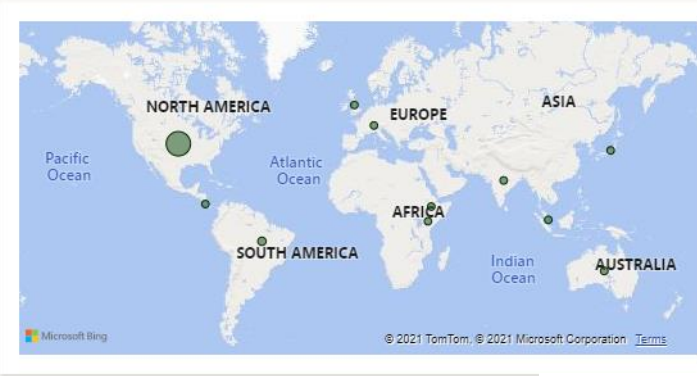 NORTH AMERICA
EUROPE
ASIA
Pacific
Ocean
Atlantic
Ocean
AFRICA
SOUTH AMERICA
Indian
Ocean
AUSTRALIA
Microsoft Bing
© 2021 TomTom, © 2021 Microsoft Corporation Terms